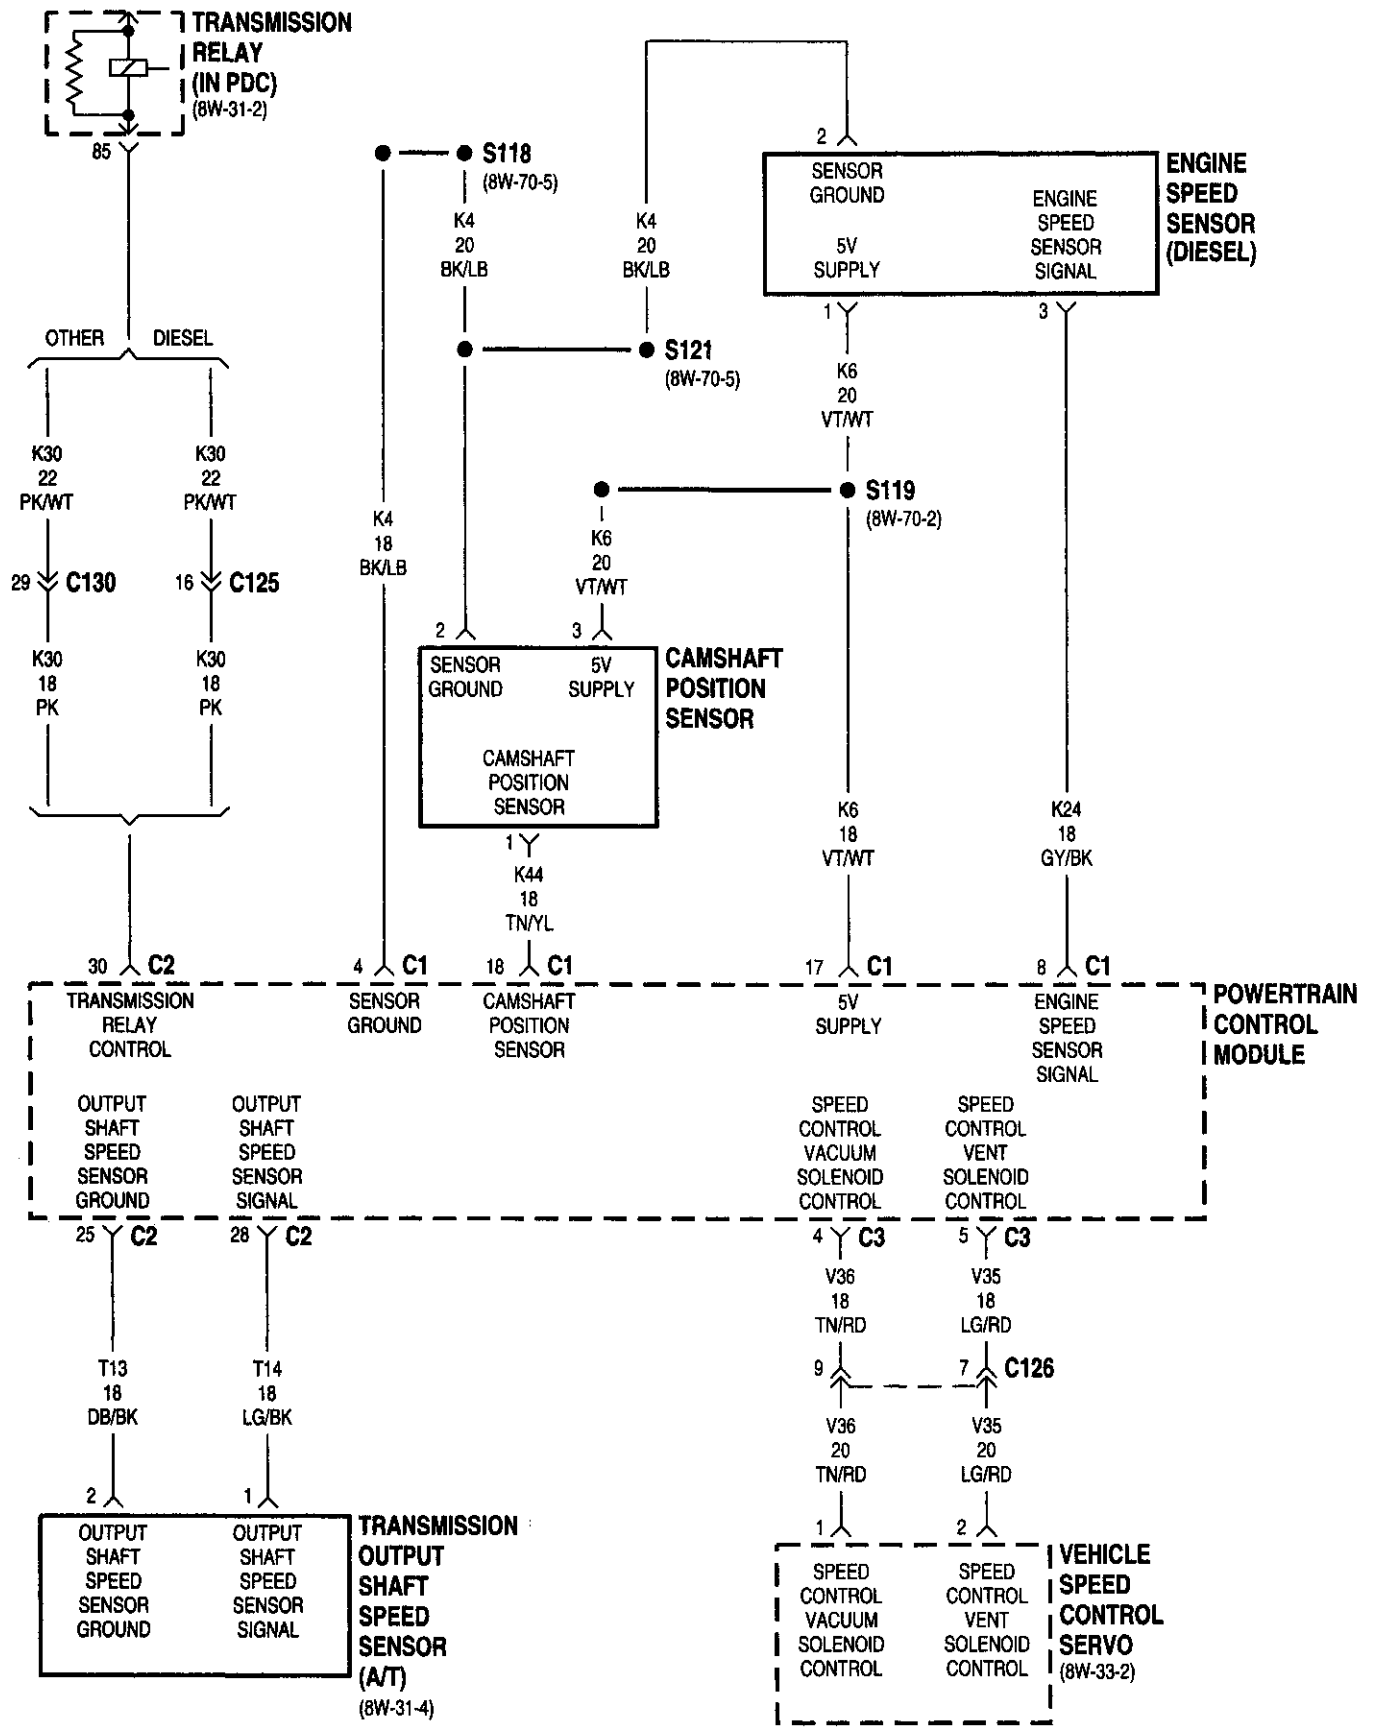 TRANSMISSION
RELAY
(IN PDC)
(8W-31-2)
85
OTHER
DIESEL
K30
22
PK/WT
K30
22
PK/WT
29
C130
16
C125
K30
18
PK
K30
18
PK
S118
(8W-70-5)
K4
20
BK/LB
K4
20
BK/LB
S121
(8W-70-5)
K4
18
BK/LB
2
SENSOR
GROUND
5V
SUPPLY
ENGINE
SPEED
SENSOR
SIGNAL
ENGINE
SPEED
SENSOR
(DIESEL)
1
3
K6
20
VT/WT
S119
(8W-70-2)
K6
20
VT/WT
2
3
SENSOR
GROUND
5V
SUPPLY
CAMSHAFT
POSITION
SENSOR
CAMSHAFT
POSITION
SENSOR
1
K44
18
TN/YL
K6
18
VT/WT
K24
18
GY/BK
30
C2
4
C1
18
C1
17
C1
8
C1
TRANSMISSION
RELAY
CONTROL
SENSOR
GROUND
CAMSHAFT
POSITION
SENSOR
5V
SUPPLY
ENGINE
SPEED
SENSOR
SIGNAL
POWERTRAIN
CONTROL
MODULE
OUTPUT
SHAFT
SPEED
SENSOR
GROUND
OUTPUT
SHAFT
SPEED
SENSOR
SIGNAL
SPEED
CONTROL
VACUUM
SOLENOID
CONTROL
SPEED
CONTROL
VENT
SOLENOID
CONTROL
25
C2
28
C2
4
C3
5
C3
T13
18
DB/BK
T14
18
LG/BK
V36
18
TN/RD
V35
18
LG/RD
9
7
C126
V36
20
TN/RD
V35
20
LG/RD
2
1
OUTPUT
SHAFT
SPEED
SENSOR
GROUND
OUTPUT
SHAFT
SPEED
SENSOR
SIGNAL
TRANSMISSION
OUTPUT
SHAFT
SPEED
SENSOR
(A/T)
(8W-31-4)
1
2
SPEED
CONTROL
VACUUM
SOLENOID
CONTROL
SPEED
CONTROL
VENT
SOLENOID
CONTROL
VEHICLE
SPEED
CONTROL
SERVO
(8W-33-2)